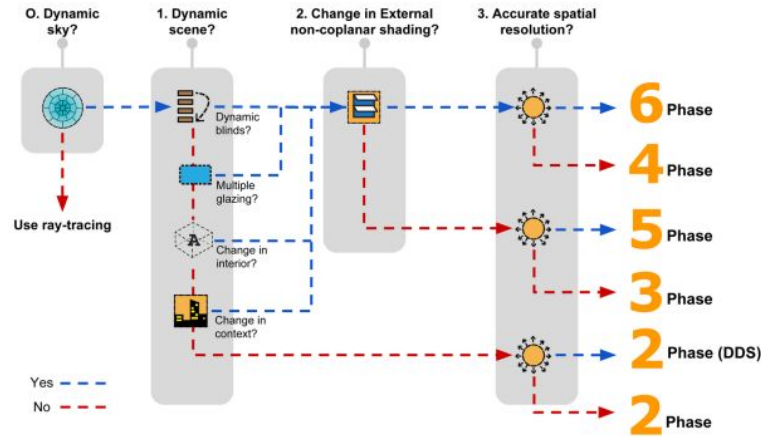 O. Dynamic
sky?
1. Dynamic
scene?
2. Change in External
non-coplanar shading?
3. Accurate spatial
resolution?
Dynamic
blinds?
Multiple
glazing?
A
Change in
interior?
Change in
context?
Use ray-tracing
6 Phase
4 Phase
5 Phase
3 Phase
2 Phase (DDS)
2 Phase
Yes
No